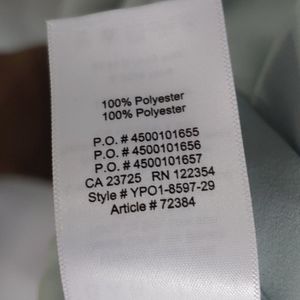 100% Polyester
100% Polyester
P.O. # 4500101655
P.O. # 4500101656
P.O. # 4500101657
CA 23725 RN 122354
Style # YPO1-8597-29
Article # 72384